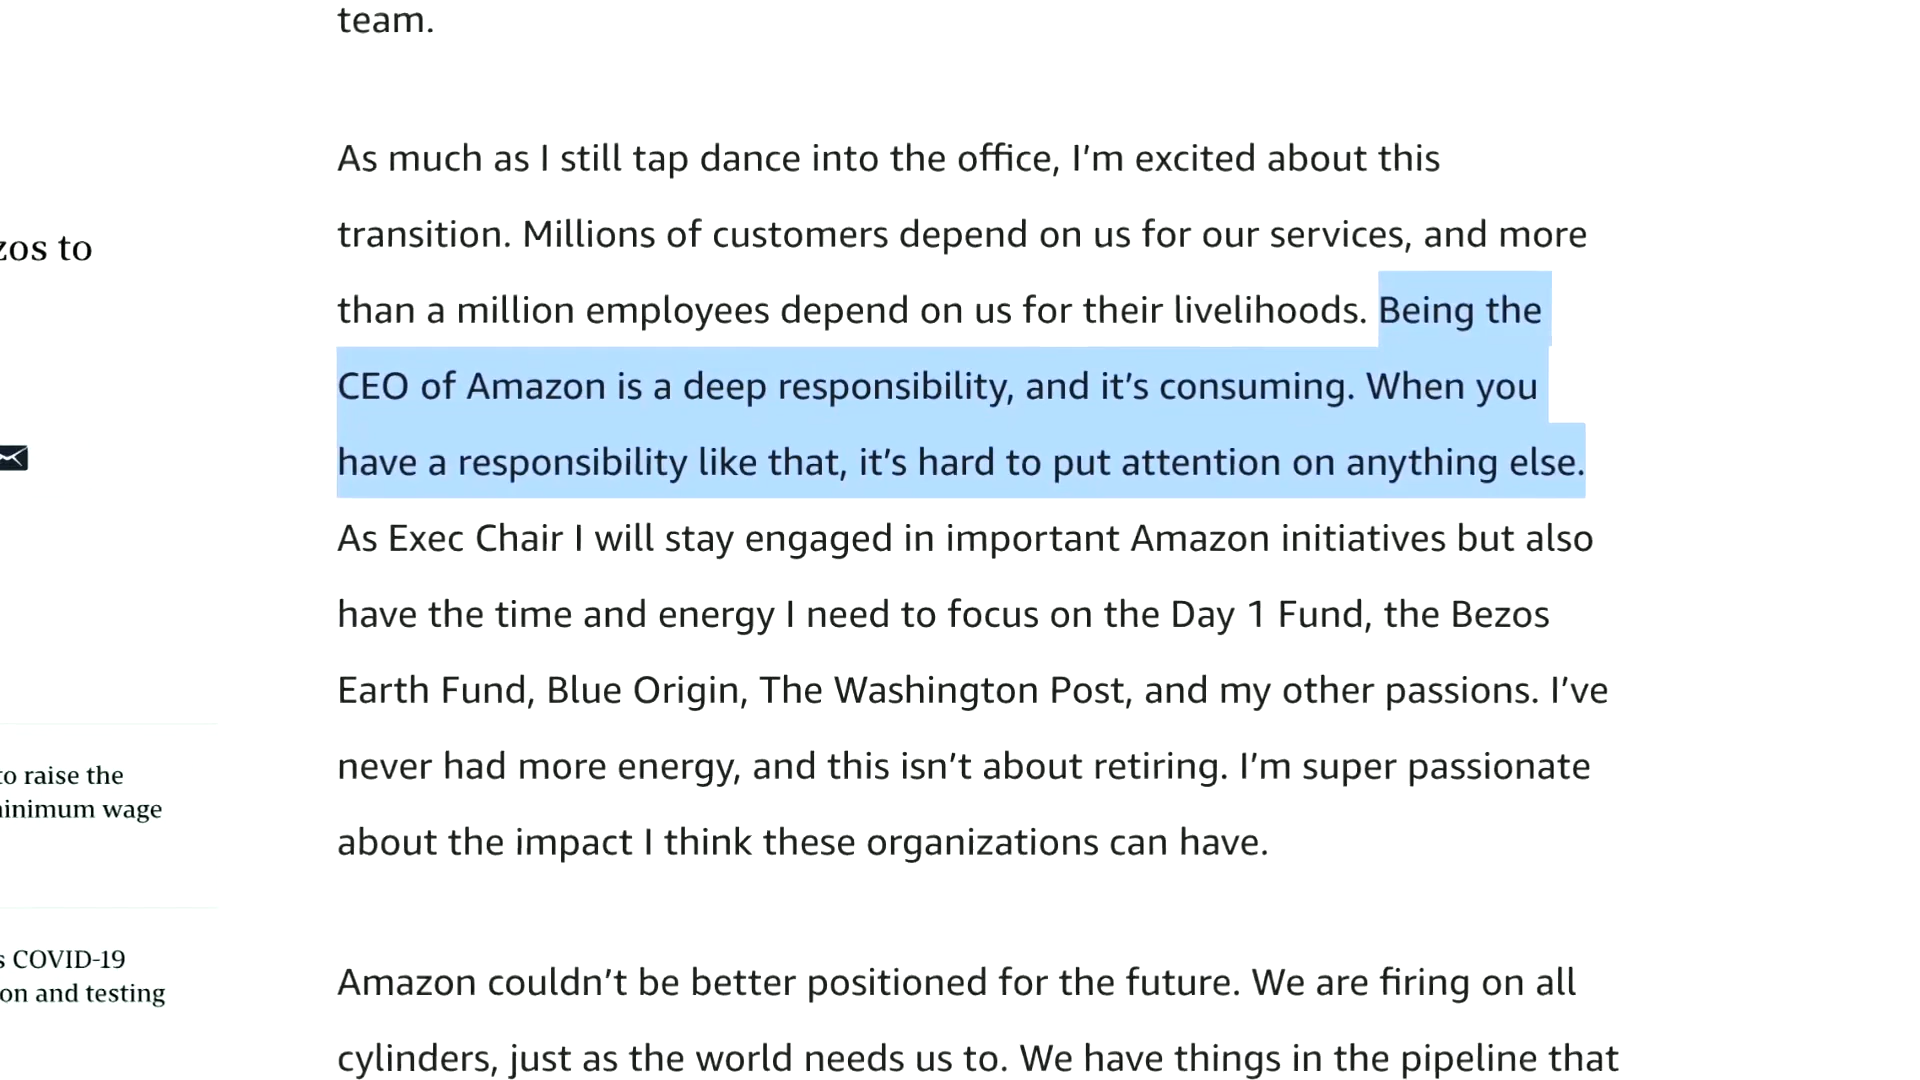 team.
As much as I still tap dance into the office, I’m excited about this
transition. Millions of customers depend on us for our services, and more
than a million employees depend on us for their livelihoods. Being the
CEO of Amazon is a deep responsibility, and it’s consuming. When you
have a responsibility like that, it’s hard to put attention on anything else.
As Exec Chair I will stay engaged in important Amazon initiatives but also
have the time and energy I need to focus on the Day 1 Fund, the Bezos
Earth Fund, Blue Origin, The Washington Post, and my other passions. I’ve
never had more energy, and this isn’t about retiring. I’m super passionate
about the impact I think these organizations can have.
Amazon couldn’t be better positioned for the future. We are firing on all
cylinders, just as the world needs us to. We have things in the pipeline that
zos to
to raise the
inimum wage
s COVID-19
on and testing